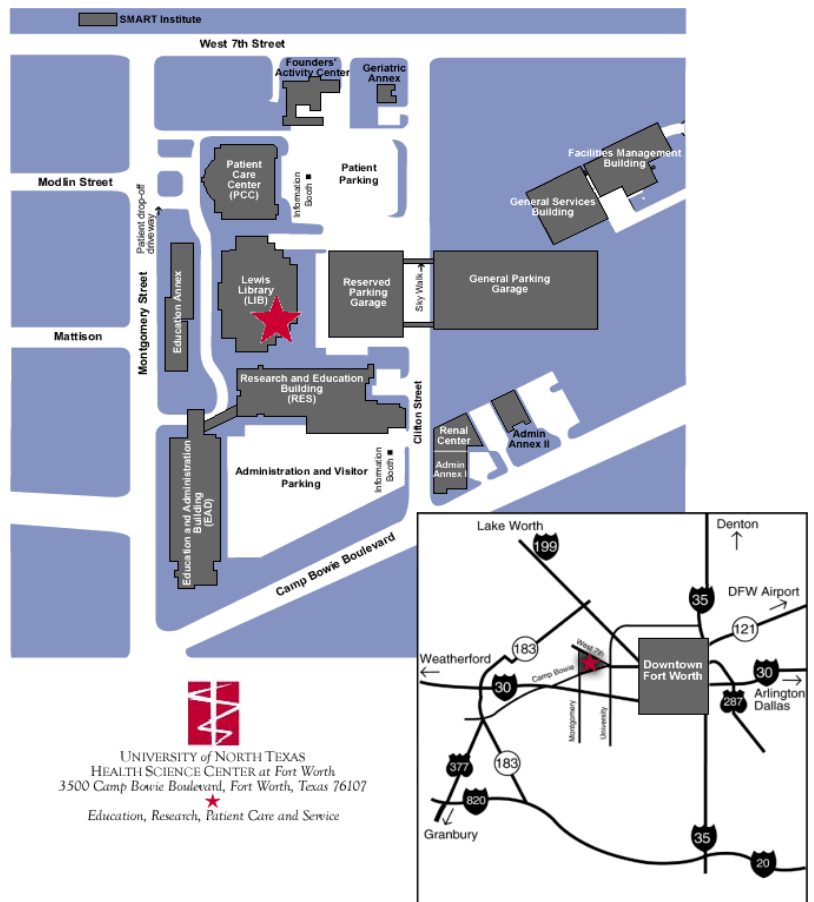 SMART Institute
West 7th Street
Founders'
Activity Center
Geriatric
Annex
Facilities Management
Building
Patient
Care
Center
(PCC)
Information
Booth
Patient
Parking
Modlin Street
General Services
Building
Patient drop-off
driveway
Montgomery Street
Education Annex
Lewis
Library
(LIB)
Reserved
Parking
Garage
Sky Walk
General Parking
Garage
Mattison
Research and Education
Building
(RES)
Clifton Street
Renal
Center
Admin
Annex II
Admin
Annex I
Education and Administration
Building
(EAD)
Administration and Visitor
Parking
Information
Booth
Camp Bowie Boulevard
Lake Worth
199
Denton
35
DFW Airport
121
183
West 7th
Weatherford
Camp Bowie
Downtown
Fort Worth
30
30
Arlington
Dallas
287
Montgomery
University
377
183
820
Granbury
35
20
UNIVERSITY of NORTH TEXAS
HEALTH SCIENCE CENTER at Fort Worth
3500 Camp Bowie Boulevard, Fort Worth, Texas 76107
Education, Research, Patient Care and Service